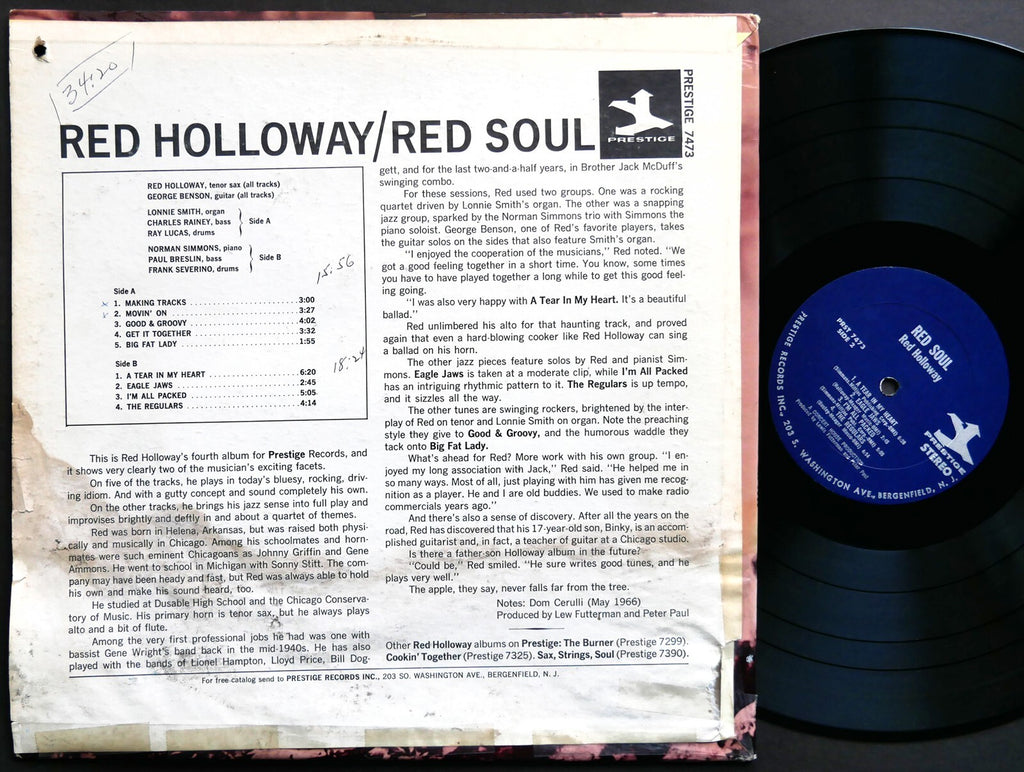 34:20
RED HOLLOWAY/RED SOUL
PRESTIGE
PRESTIGE 7473
RED HOLLOWAY, tenor sax (all tracks)
GEORGE BENSON, guitar (all tracks)
LONNIE SMITH, organ
CHARLES RAINEY, bass
RAY LUCAS, drums
Side A
NORMAN SIMMONS, piano
PAUL BRESLIN, bass
FRANK SEVERINO, drums
Side B
15:56
Side A
1. MAKING TRACKS ..............................3:00
2. MOVIN' ON ..................................3:27
3. GOOD & GROOVY ..............................4:02
4. GET IT TOGETHER ............................3:32
5. BIG FAT LADY ...............................1:55
18:24
Side B
1. A TEAR IN MY HEART .........................6:20
2. EAGLE JAWS .................................2:45
3. I'M ALL PACKED .............................5:05
4. THE REGULARS ...............................4:14
This is Red Holloway's fourth album for Prestige Records, and
it shows very clearly two of the musician's exciting facets.
On five of the tracks, he plays in today's bluesy, rocking, driv-
ing idiom. And with a gutty concept and sound completely his own.
On the other tracks, he brings his jazz sense into full play and
improvises brightly and deftly in and about a quartet of themes.
Red was born in Helena, Arkansas, but was raised both physi-
cally and musically in Chicago. Among his schoolmates and horn-
mates were such eminent Chicagoans as Johnny Griffin and Gene
Ammons. He went to school in Michigan with Sonny Stitt. The com-
pany may have been heady and fast, but Red was always able to hold
his own and make his sound heard, too.
He studied at Dusable High School and the Chicago Conserva-
tory of Music. His primary horn is tenor sax, but he always plays
alto and a bit of flute.
Among the very first professional jobs he had was one with
bassist Gene Wright's band back in the mid-1940s. He has also
played with the bands of Lionel Hampton, Lloyd Price, Bill Dog-
gett, and for the last two-and-a-half years, in Brother Jack McDuff's
swinging combo.
For these sessions, Red used two groups. One was a rocking
quartet driven by Lonnie Smith's organ. The other was a snapping
jazz group, sparked by the Norman Simmons trio with Simmons the
piano soloist. George Benson, one of Red's favorite players, takes
the guitar solos on the sides that also feature Smith's organ.
"I enjoyed the cooperation of the musicians," Red noted. "We
got a good feeling together in a short time. You know, some times
you have to have played together a long while to get this good feel-
ing going.
"I was also very happy with A Tear In My Heart. It's a beautiful
ballad."
Red unlimbered his alto for that haunting track, and proved
again that even a hard-blowing cooker like Red Holloway can sing
a ballad on his horn.
The other jazz pieces feature solos by Red and pianist Sim-
mons. Eagle Jaws is taken at a moderate clip, while I'm All Packed
has an intriguing rhythmic pattern to it. The Regulars is up tempo,
and it sizzles all the way.
The other tunes are swinging rockers, brightened by the inter-
play of Red on tenor and Lonnie Smith on organ. Note the preaching
style they give to Good & Groovy, and the humorous waddle they
tack onto Big Fat Lady.
What's ahead for Red? More work with his own group. "I en-
joyed my long association with Jack," Red said. "He helped me in
so many ways. Most of all, just playing with him has given me recog-
nition as a player. He and I are old buddies. We used to make radio
commercials years ago."
And there's also a sense of discovery. After all the years on the
road, Red has discovered that his 17-year-old son, Binky, is an accom-
plished guitarist and, in fact, a teacher of guitar at a Chicago studio.
Is there a father-son Holloway album in the future?
"Could be," Red smiled. "He sure writes good tunes, and he
plays very well."
The apple, they say, never falls far from the tree.
Notes: Dom Cerulli (May 1966)
Produced by Lew Futterman and Peter Paul
Other Red Holloway albums on Prestige: The Burner (Prestige 7299).
Cookin' Together (Prestige 7325). Sax, Strings, Soul (Prestige 7390).
For free catalog send to PRESTIGE RECORDS INC., 203 SO. WASHINGTON AVE., BERGENFIELD, N. J.
RED SOUL
Red Holloway
PRST 7473
SIDE 2
1. A TEAR IN MY HEART
PRESTIGE
STEREO
PRESTIGE RECORDS INC., 203 S. WASHINGTON AVE., BERGENFIELD, N. J.